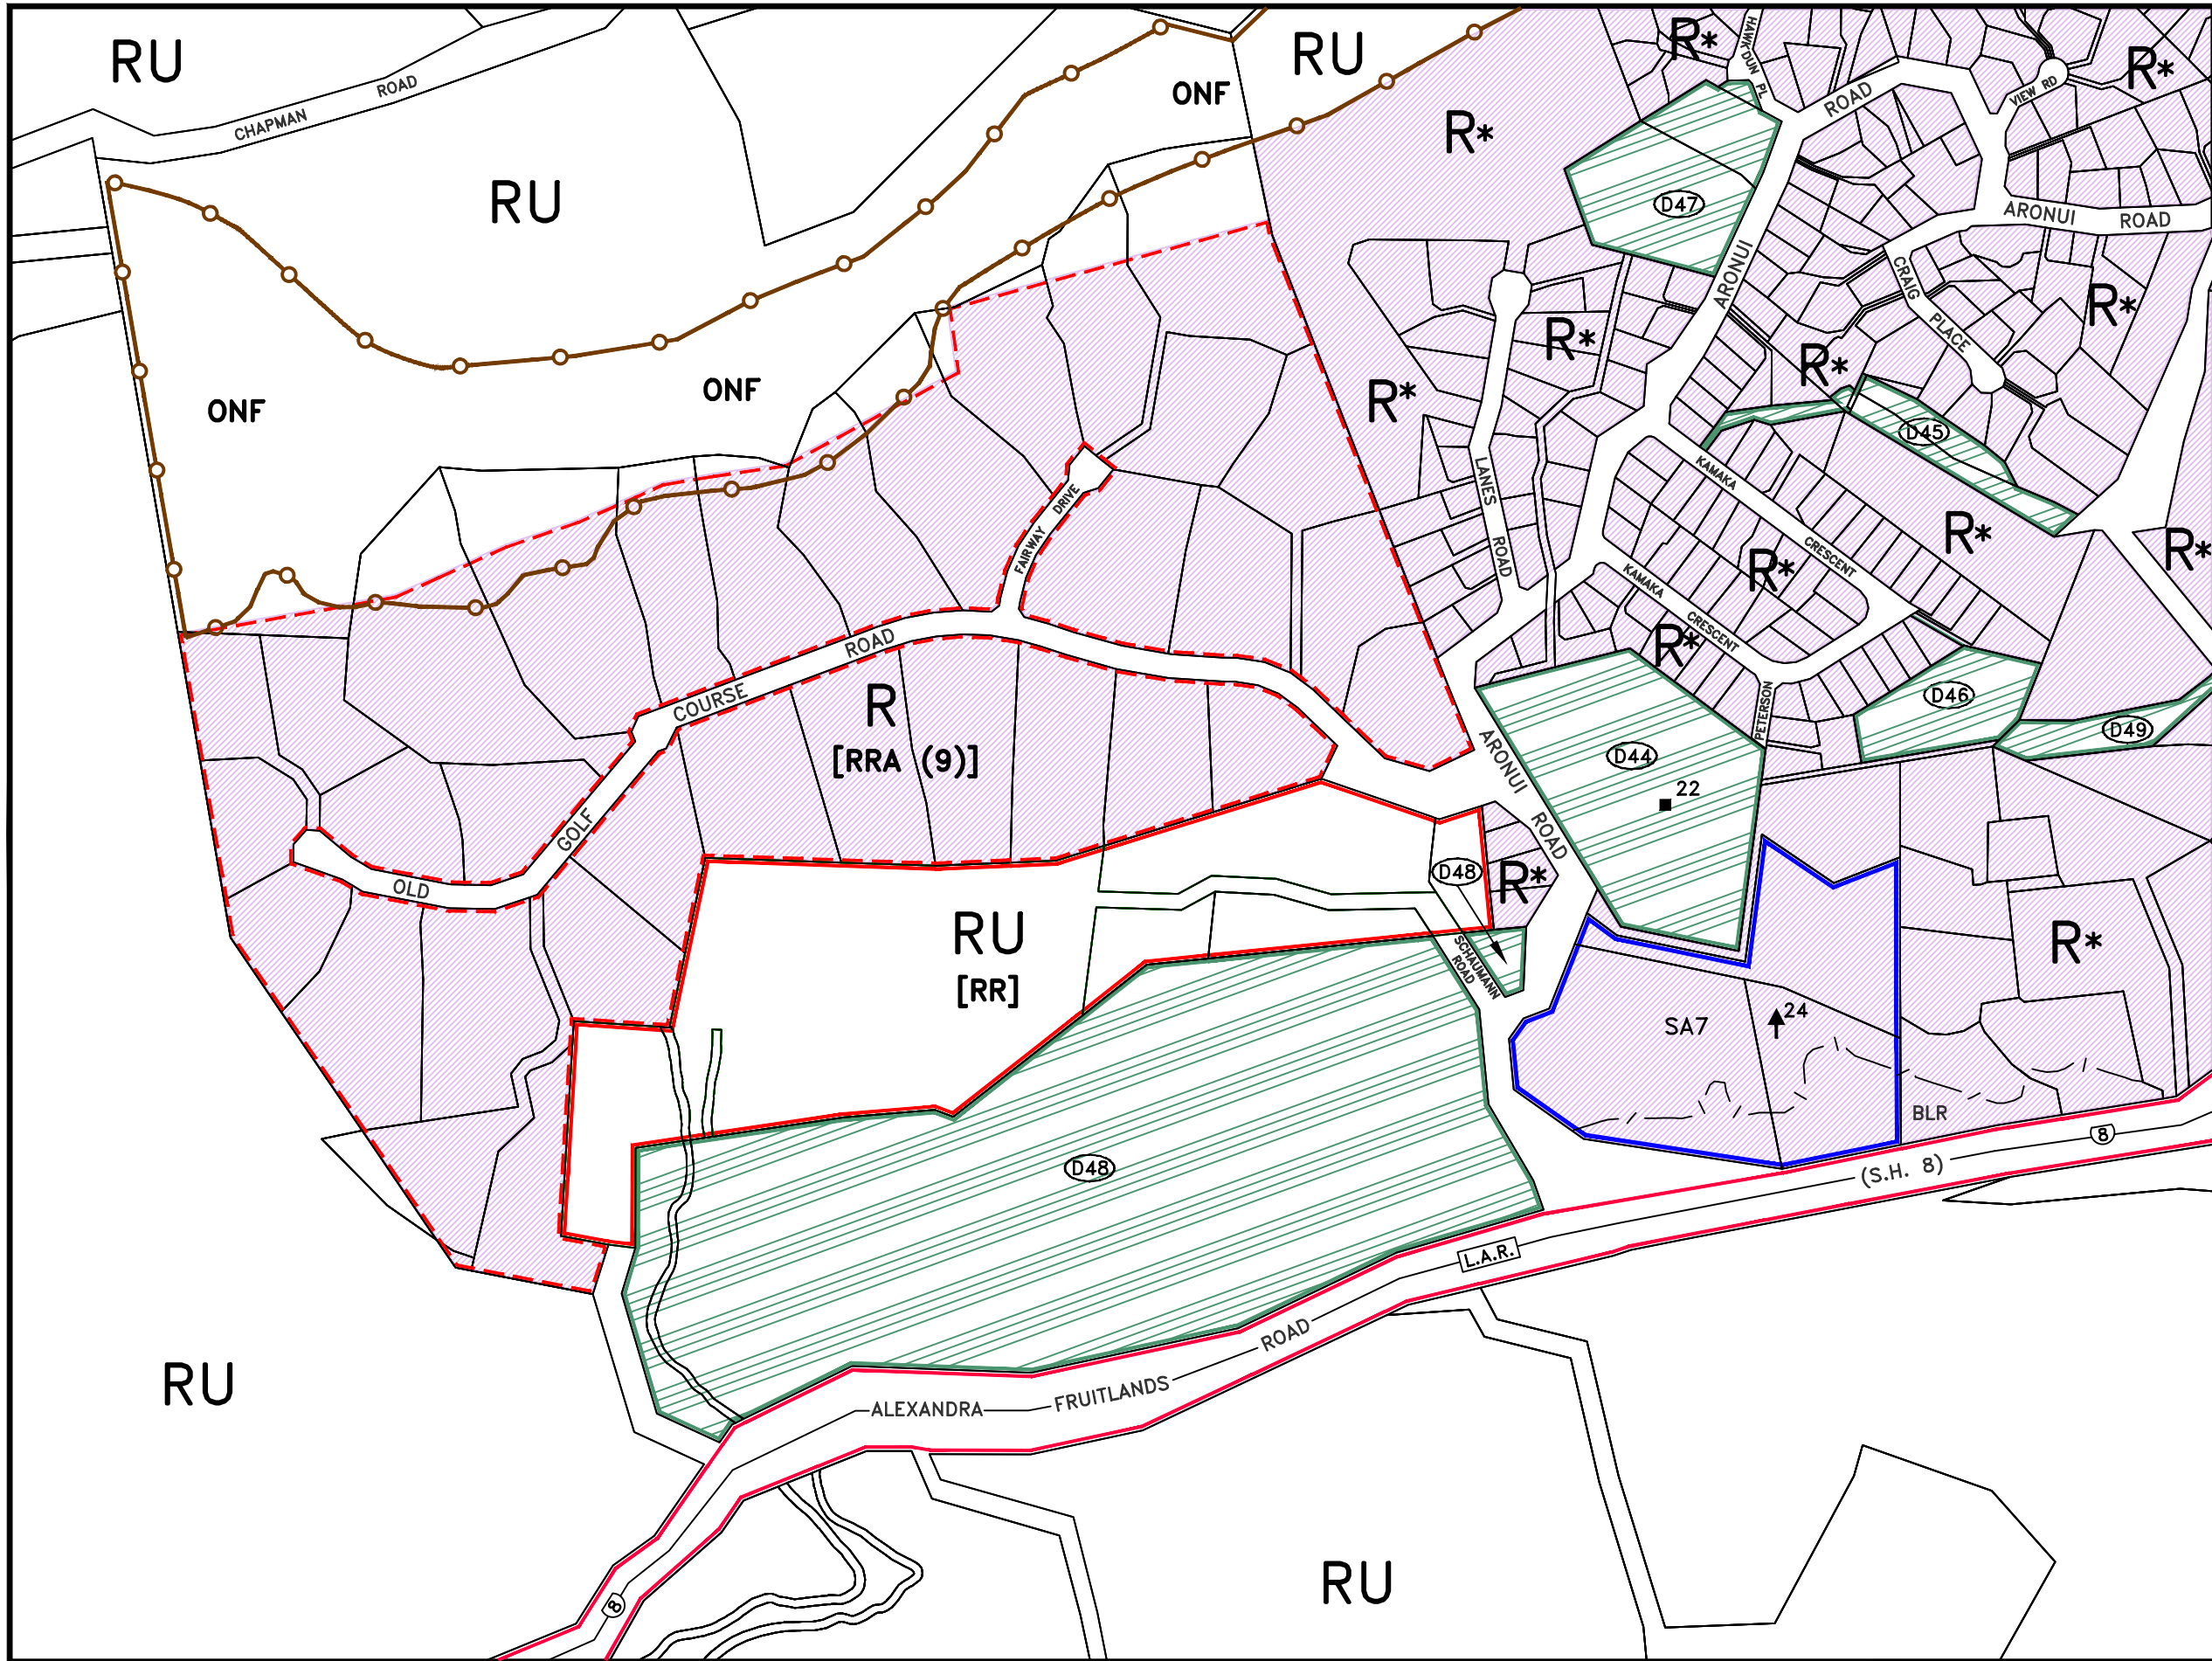 RU
CHAPMAN ROAD
RU
ONF
RU
R*
HAWKDUN PL
ROAD
VIEW RD
R*
R*
D47
ARONUI ROAD
ARONUI
CRAIG PLACE
R*
R*
R*
R*
ONF
ONF
D45
KAMAKA CRESCENT
R*
R*
R*
LANES ROAD
KAMAKA CRESCENT
R*
PETERSON
D46
D49
FAIRWAY DRIVE
OLD GOLF COURSE ROAD
R
[RRA (9)]
ARONUI ROAD
D44
22
D48
R*
RU
[RR]
SCHAUMANN
ROAD
R*
SA7
24
BLR
8
(S.H. 8)
D48
L.A.R.
ALEXANDRA FRUITLANDS ROAD
RU
8
RU